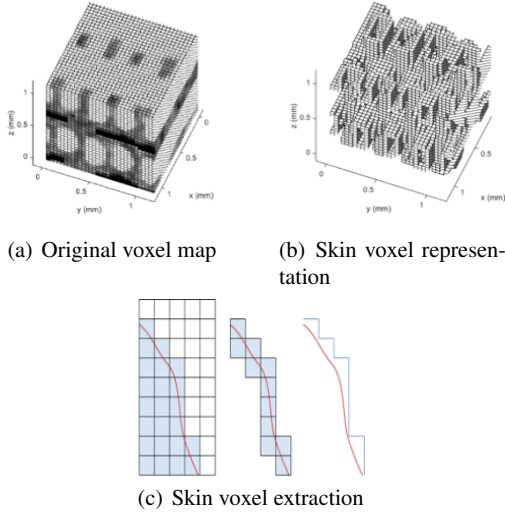 z (mm)
1
0.5
0
0
0.5
1
y (mm)
1
0.5
0
x (mm)
z (mm)
1
0.5
0
0
0.5
1
y (mm)
1
0.5
0
x (mm)
(a) Original voxel map
(b) Skin voxel represen-
tation
(c) Skin voxel extraction